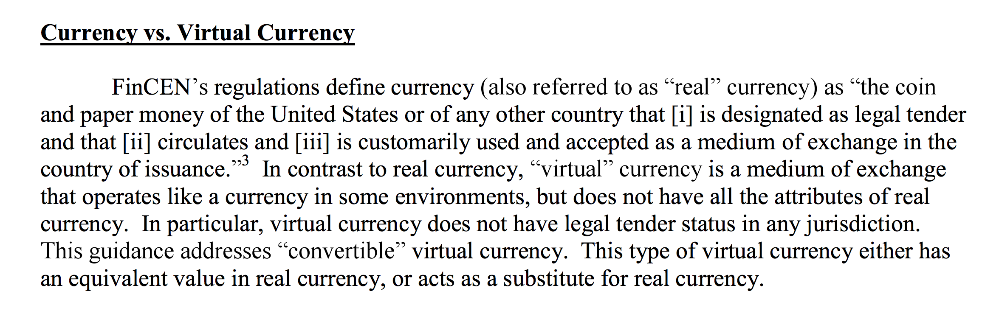 Currency vs. Virtual Currency
FinCEN’s regulations define currency (also referred to as “real” currency) as “the coin
and paper money of the United States or of any other country that [i] is designated as legal tender
and that [ii] circulates and [iii] is customarily used and accepted as a medium of exchange in the
country of issuance.”3  In contrast to real currency, “virtual” currency is a medium of exchange
that operates like a currency in some environments, but does not have all the attributes of real
currency.  In particular, virtual currency does not have legal tender status in any jurisdiction.
This guidance addresses “convertible” virtual currency.  This type of virtual currency either has
an equivalent value in real currency, or acts as a substitute for real currency.